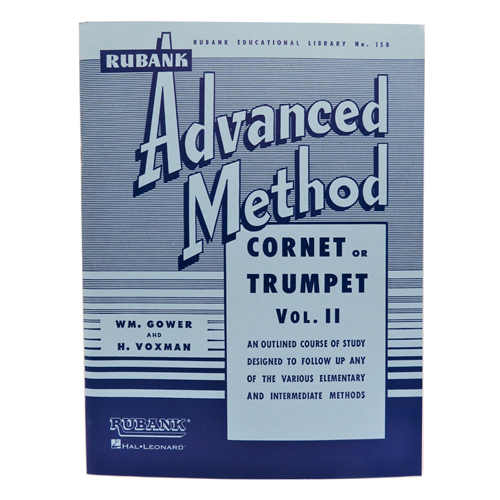 RUBANK EDUCATIONAL LIBRARY No. 158
RUBANK
Advanced
Method
CORNET OR
TRUMPET
VOL. II
WM. GOWER
AND
H. VOXMAN
AN OUTLINED COURSE OF STUDY
DESIGNED TO FOLLOW UP ANY
OF THE VARIOUS ELEMENTARY
AND INTERMEDIATE METHODS
RUBANK
HAL•LEONARD